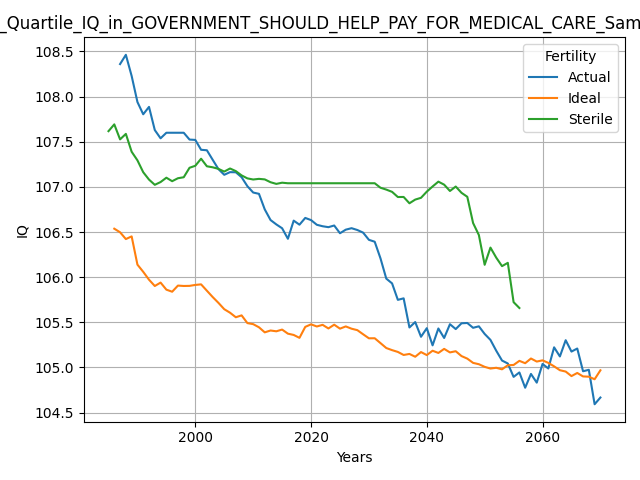 _Quartile_IQ_in_GOVERNMENT_SHOULD_HELP_PAY_FOR_MEDICAL_CARE_Sam
Fertility
Actual
Ideal
Sterile
108.5
108.0
107.5
107.0
106.5
106.0
105.5
105.0
104.5
IQ
2000 2020 2040 2060
Years